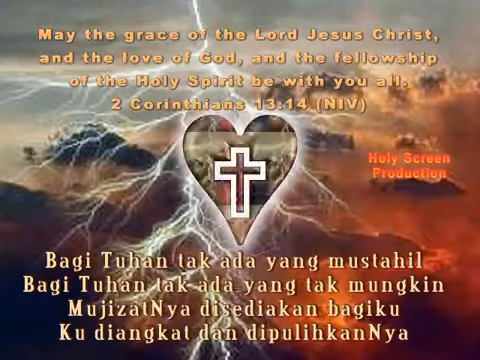 May the grace of the Lord Jesus Christ,
and the love of God, and the fellowship
of the Holy Spirit be with you all.
2 Corinthians 13:14 (NIV)
Holy Screen
Production
Bagi Tuhan tak ada yang mustahil
Bagi Tuhan tak ada yang tak mungkin
MujizatNya disediakan bagiku
Ku diangkat dan dipulihkanNya